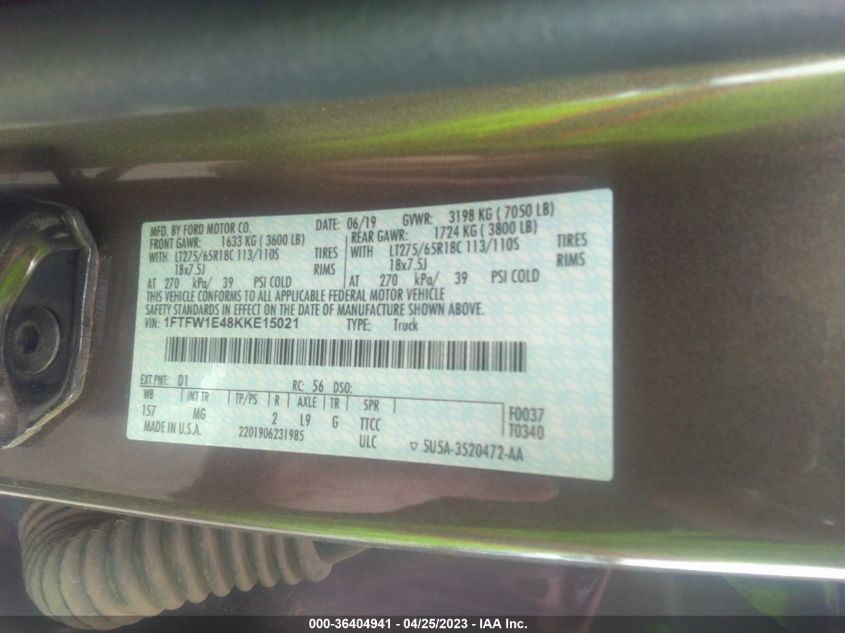 MFD. BY FORD MOTOR CO. DATE: 06/19 GVWR: 3198 KG ( 7050 LB)
FRONT GAWR: 1633 KG ( 3600 LB) REAR GAWR: 1724 KG ( 3800 LB)
WITH LT275/65R18C 113/110S TIRES WITH LT275/65R18C 113/110S TIRES
18x7.5J RIMS 18x7.5J RIMS
AT 270 kPa/ 39 PSI COLD AT 270 kPa/ 39 PSI COLD
THIS VEHICLE CONFORMS TO ALL APPLICABLE FEDERAL MOTOR VEHICLE
SAFETY STANDARDS IN EFFECT ON THE DATE OF MANUFACTURE SHOWN ABOVE.
VIN: 1FTFW1E48KKE15021 TYPE: Truck
EXT PNT: D1 RC: 56 DSO:
WB INT TR TP/PS R AXLE TR SPR F0037
157 MG 2 L9 G TTCC T0340
MADE IN U.S.A. 2201906231985 ULC ▽ 5U5A-3520472-AA
000-36404941 - 04/25/2023 - IAA Inc.